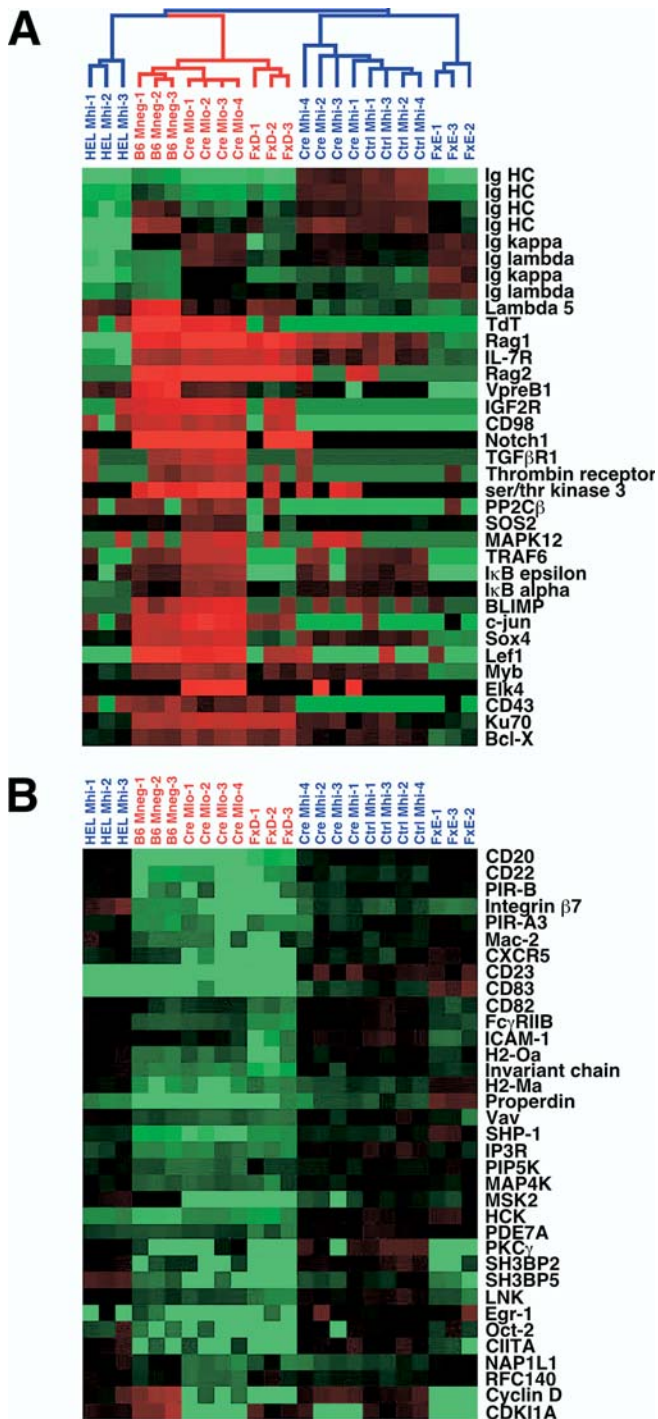 A
HEL Mhi-1
HEL Mhi-2
HEL Mhi-3
B6 Mneg-1
B6 Mneg-2
B6 Mneg-3
Cre Mlo-1
Cre Mlo-2
Cre Mlo-3
Cre Mlo-4
FxD-1
FxD-2
FxD-3
Cre Mhi-4
Cre Mhi-2
Cre Mhi-3
Cre Mhi-1
Ctrl Mhi-1
Ctrl Mhi-3
Ctrl Mhi-2
Ctrl Mhi-4
FxE-1
FxE-3
FxE-2
Ig HC
Ig HC
Ig HC
Ig HC
Ig kappa
Ig lambda
Ig kappa
Ig lambda
Lambda 5
TdT
Rag1
IL-7R
Rag2
VpreB1
IGF2R
CD98
Notch1
TGFβR1
Thrombin receptor
ser/thr kinase 3
PP2Cβ
SOS2
MAPK12
TRAF6
IκB epsilon
IκB alpha
BLIMP
c-jun
Sox4
Lef1
Myb
Elk4
CD43
Ku70
Bcl-X
B
HEL Mhi-1
HEL Mhi-2
HEL Mhi-3
B6 Mneg-1
B6 Mneg-2
B6 Mneg-3
Cre Mlo-1
Cre Mlo-2
Cre Mlo-3
Cre Mlo-4
FxD-1
FxD-2
FxD-3
Cre Mhi-4
Cre Mhi-2
Cre Mhi-3
Cre Mhi-1
Ctrl Mhi-1
Ctrl Mhi-3
Ctrl Mhi-2
Ctrl Mhi-4
FxE-1
FxE-3
FxE-2
CD20
CD22
PIR-B
Integrin β7
PIR-A3
Mac-2
CXCR5
CD23
CD83
CD82
FcγRIIB
ICAM-1
H2-Oa
Invariant chain
H2-Ma
Properdin
Vav
SHP-1
IP3R
PIP5K
MAP4K
MSK2
HCK
PDE7A
PKCγ
SH3BP2
SH3BP5
LNK
Egr-1
Oct-2
CIITA
NAP1L1
RFC140
Cyclin D
CDKI1A